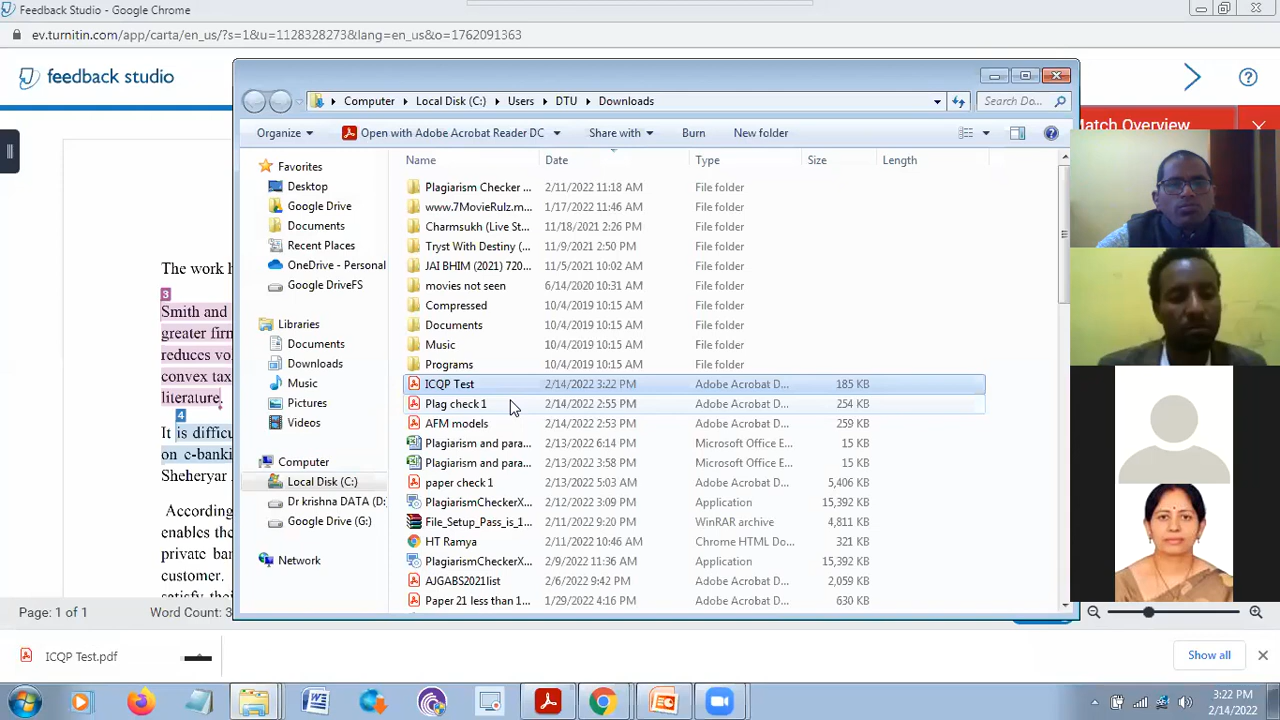 Feedback Studio - Google Chrome
ev.turnitin.com/app/carta/en_us/?s=1&u=1128328273&lang=en_us&o=1762091363
feedback studio
Match Overview
Computer Local Disk (C:) Users DTU Downloads
Search Do...
Organize Open with Adobe Acrobat Reader DC Share with Burn New folder
Name Date Type Size Length
Favorites
Desktop
Google Drive
Documents
Recent Places
OneDrive - Personal
Google DriveFS
Libraries
Documents
Downloads
Music
Pictures
Videos
Computer
Local Disk (C:)
Dr krishna DATA (D:
Google Drive (G:)
Network
Plagiarism Checker ... 2/11/2022 11:18 AM File folder
www.7MovieRulz.m... 1/17/2022 11:46 AM File folder
Charmsukh (Live St... 11/18/2021 2:26 PM File folder
Tryst With Destiny (... 11/9/2021 2:50 PM File folder
JAI BHIM (2021) 720... 11/5/2021 10:02 AM File folder
movies not seen 6/14/2020 10:31 AM File folder
Compressed 10/4/2019 10:15 AM File folder
Documents 10/4/2019 10:15 AM File folder
Music 10/4/2019 10:15 AM File folder
Programs 10/4/2019 10:15 AM File folder
ICQP Test 2/14/2022 3:22 PM Adobe Acrobat D... 185 KB
Plag check 1 2/14/2022 2:55 PM Adobe Acrobat D... 254 KB
AFM models 2/14/2022 2:53 PM Adobe Acrobat D... 259 KB
Plagiarism and para... 2/13/2022 6:14 PM Microsoft Office E... 15 KB
Plagiarism and para... 2/13/2022 3:58 PM Microsoft Office E... 15 KB
paper check 1 2/13/2022 5:03 AM Adobe Acrobat D... 5,406 KB
PlagiarismCheckerX... 2/12/2022 3:09 PM Application 15,392 KB
File_Setup_Pass_is_1... 2/11/2022 9:20 PM WinRAR archive 4,811 KB
HT Ramya 2/11/2022 10:46 AM Chrome HTML Do... 321 KB
PlagiarismCheckerX... 2/9/2022 11:36 AM Application 15,392 KB
AJGABS2021list 2/6/2022 9:42 PM Adobe Acrobat D... 2,059 KB
Paper 21 less than 1... 1/29/2022 4:16 PM Adobe Acrobat D... 630 KB
The work h
3
Smith and
greater firm
reduces vo
convex tax
literature.
4
It is difficu
on c-banki
Sheheryar
According
enables the
private ban
customer.
Page: 1 of 1 Word Count: 3
ICQP Test.pdf
Show all
3:22 PM
2/14/2022